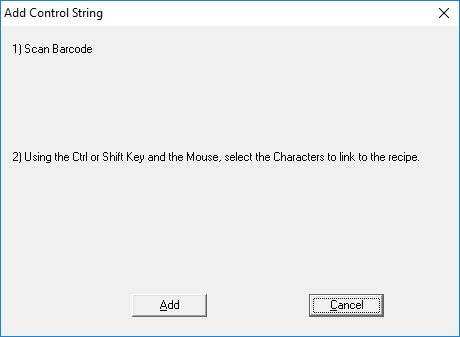 Add Control String
1) Scan Barcode
2) Using the Ctrl or Shift Key and the Mouse, select the Characters to link to the recipe.
Add
Cancel